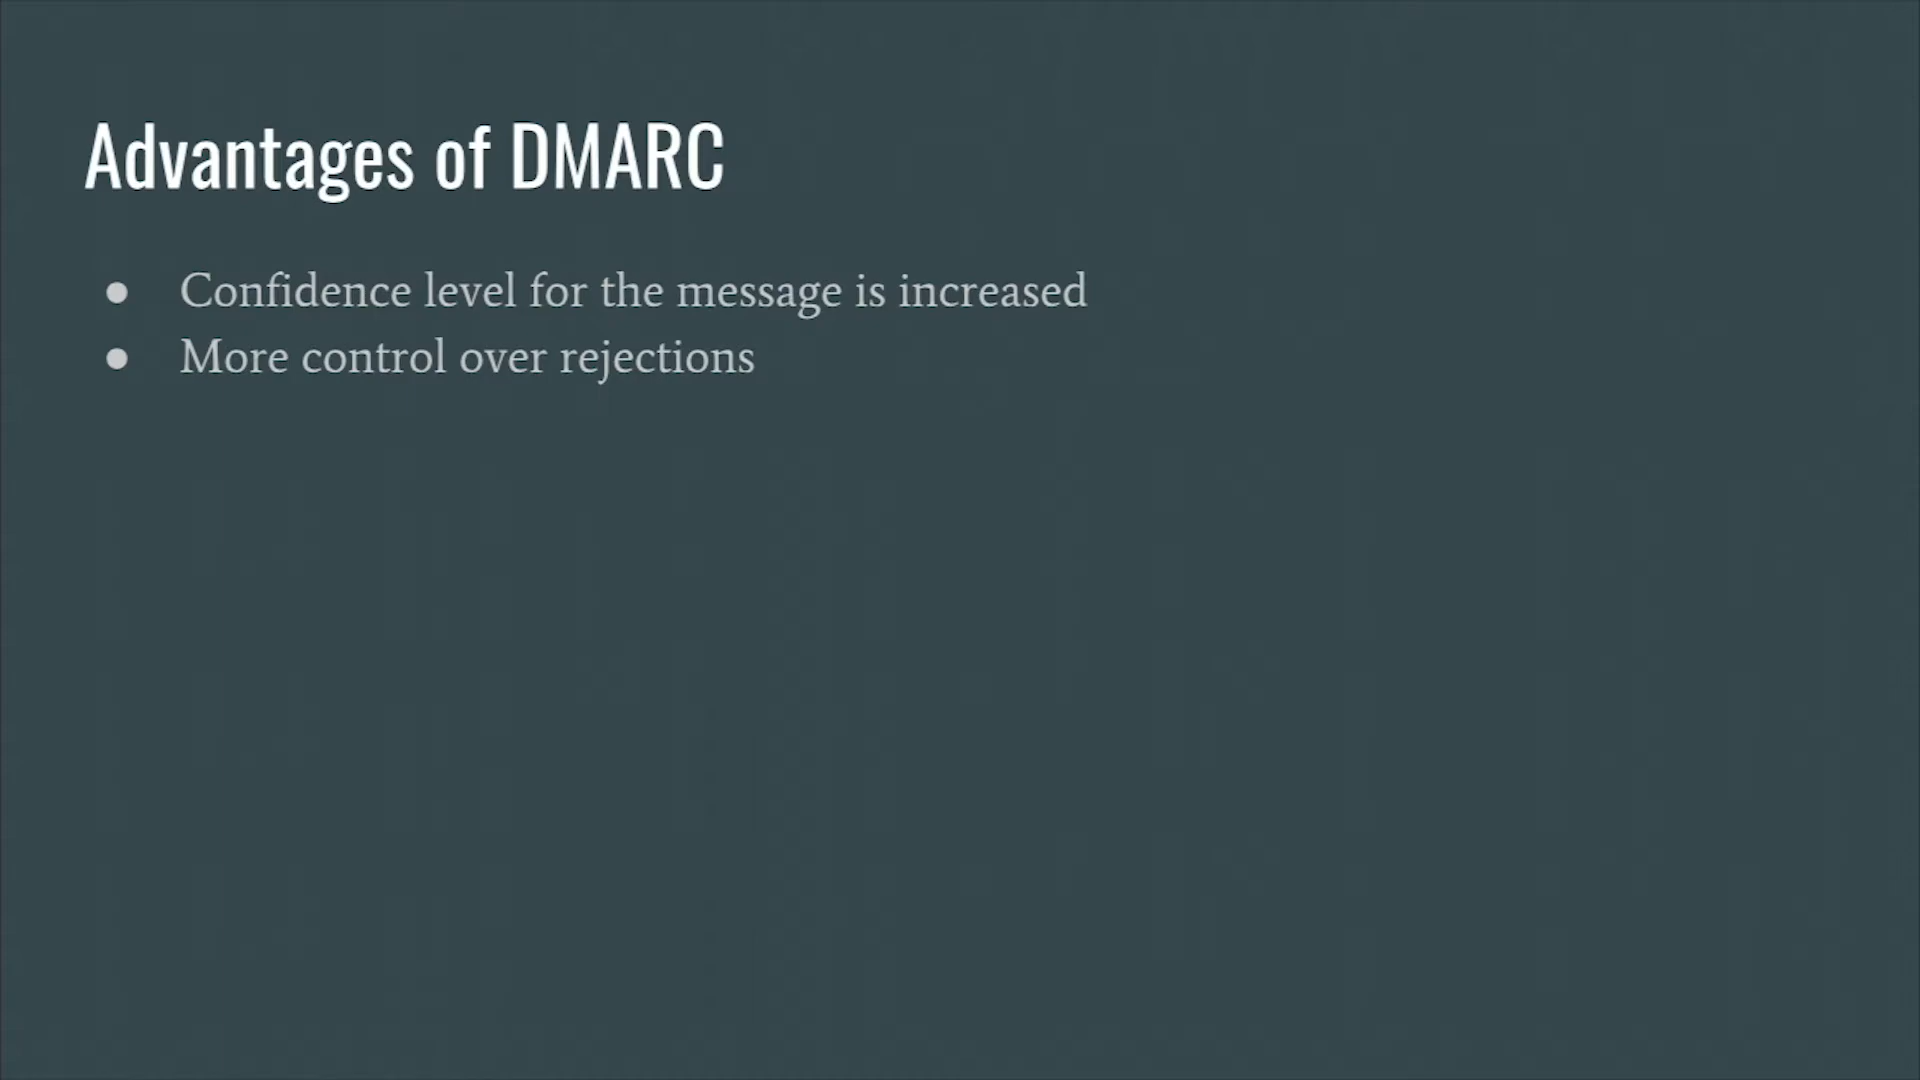 Advantages of DMARC
● Confidence level for the message is increased
● More control over rejections